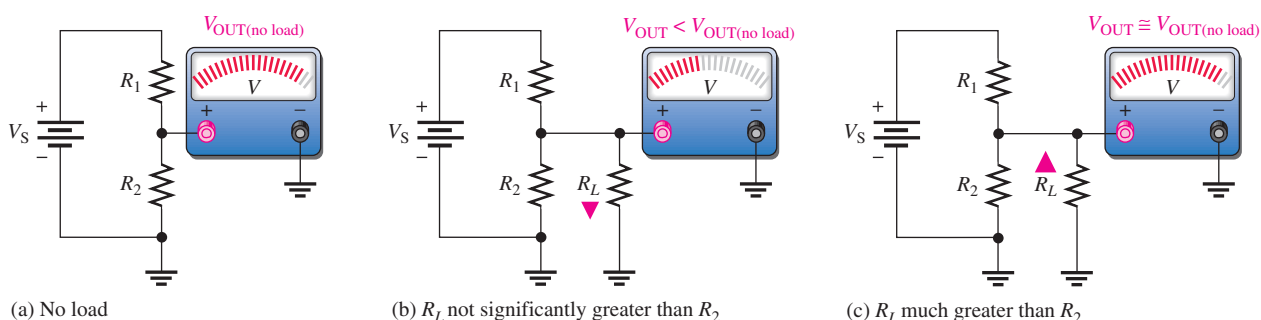 V_OUT(no load)
R_1
V
+ −
+
V_S
−
R_2
(a) No load
V_OUT < V_OUT(no load)
R_1
V
+ −
+
V_S
−
R_2
R_L
(b) R_L not significantly greater than R_2
V_OUT ≅ V_OUT(no load)
R_1
V
+ −
+
V_S
−
R_2
R_L
(c) R_L much greater than R_2